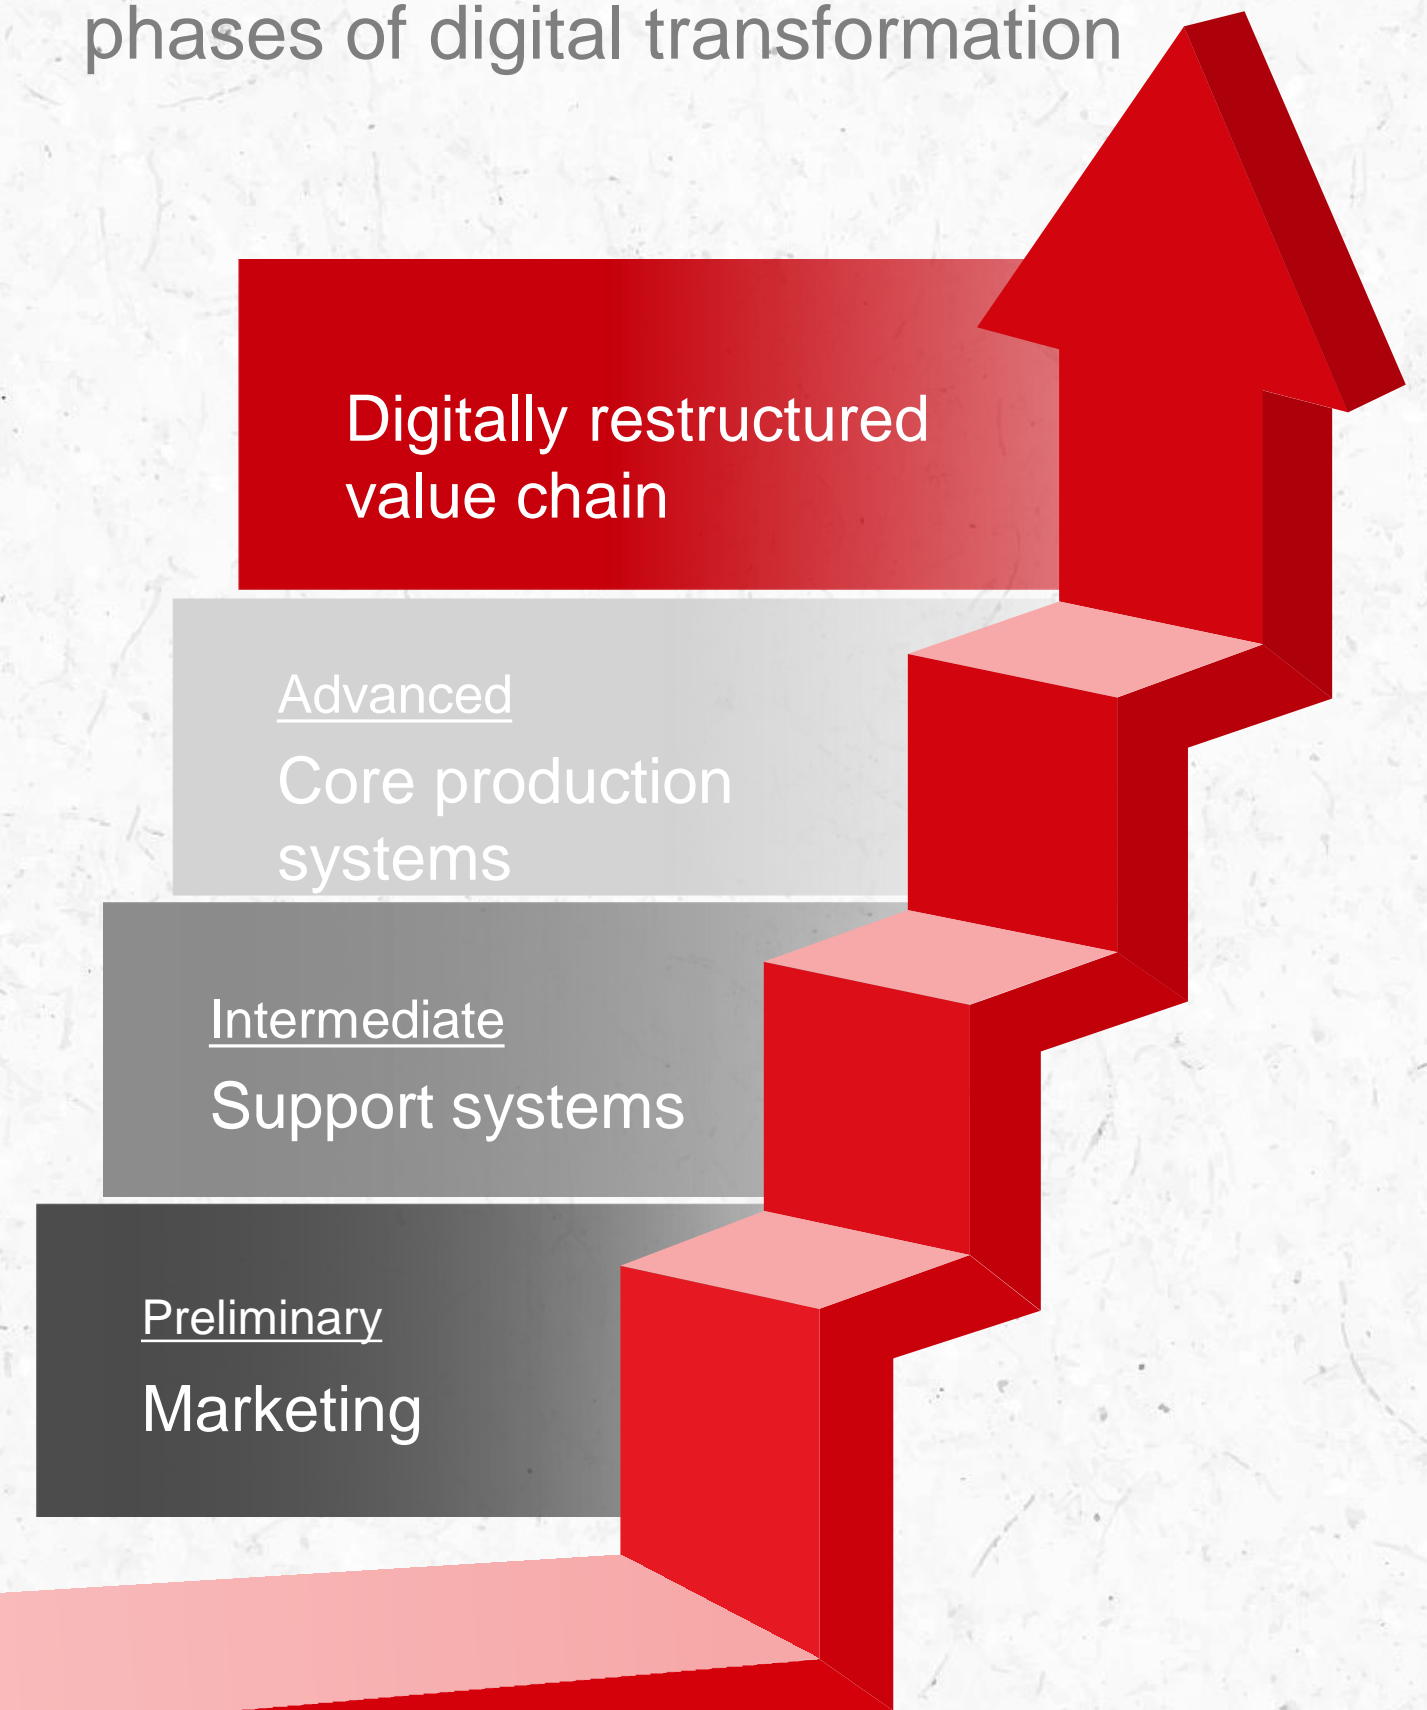 phases of digital transformation
Digitally restructured
value chain
Advanced
Core production
systems
Intermediate
Support systems
Preliminary
Marketing